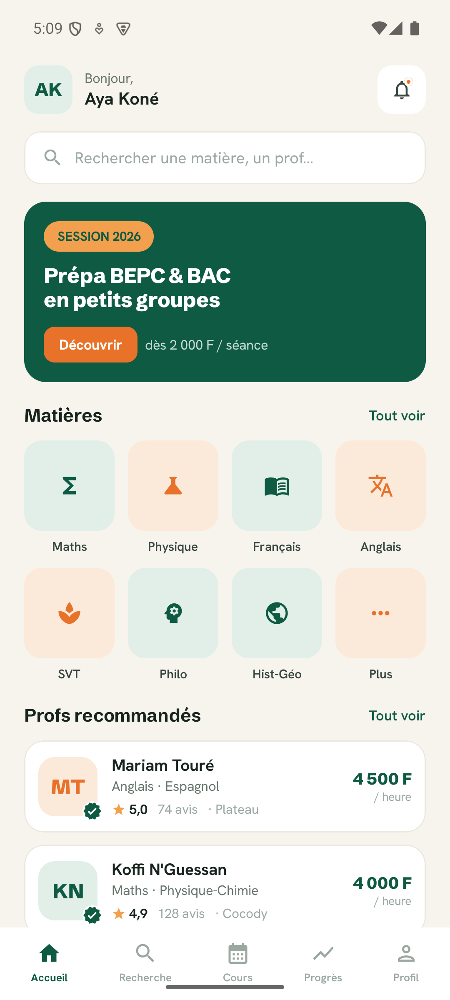 5:09
AK
Bonjour,
Aya Koné
Rechercher une matière, un prof...
SESSION 2026
Prépa BEPC & BAC
en petits groupes
Découvrir
dès 2 000 F / séance
Matières
Tout voir
Maths
Physique
Français
Anglais
SVT
Philo
Hist-Géo
Plus
Profs recommandés
Tout voir
MT
Mariam Touré
Anglais · Espagnol
5,0 74 avis · Plateau
4 500 F
/ heure
KN
Koffi N'Guessan
Maths · Physique-Chimie
4,9 128 avis · Cocody
4 000 F
/ heure
Accueil
Recherche
Cours
Progrès
Profil